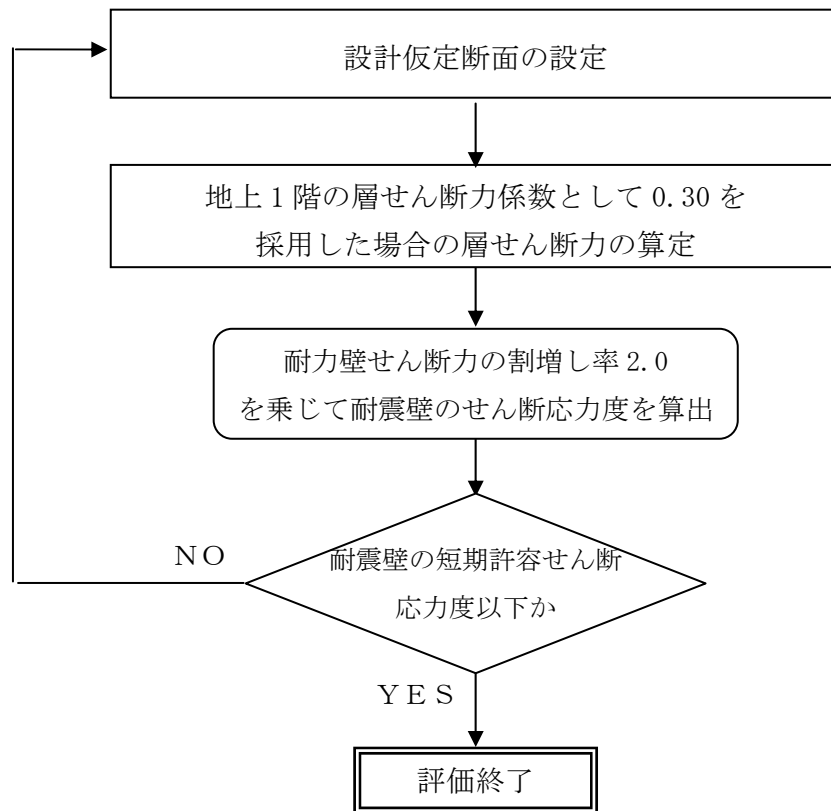 設計仮定断面の設定
地上1階の層せん断力係数として0.30を
採用した場合の層せん断力の算定
耐力壁せん断力の割増し率2.0
を乗じて耐震壁のせん断応力度を算出
NO
耐震壁の短期許容せん断
応力度以下か
YES
評価終了